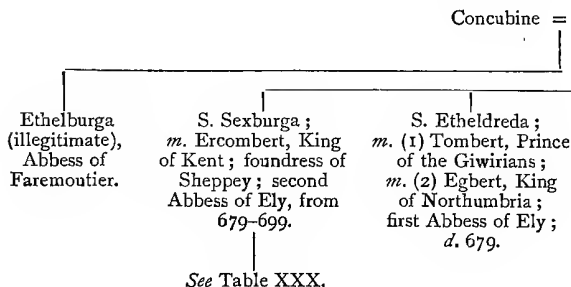 Concubine =
Ethelburga
(illegitimate),
Abbess of
Faremoutier.
S. Sexburga ;
m. Ercombert, King
of Kent ; foundress of
Sheppey ; second
Abbess of Ely, from
679–699.
See Table XXX.
S. Etheldreda ;
m. (1) Tombert, Prince
of the Giwirians ;
m. (2) Egbert, King
of Northumbria ;
first Abbess of Ely ;
d. 679.